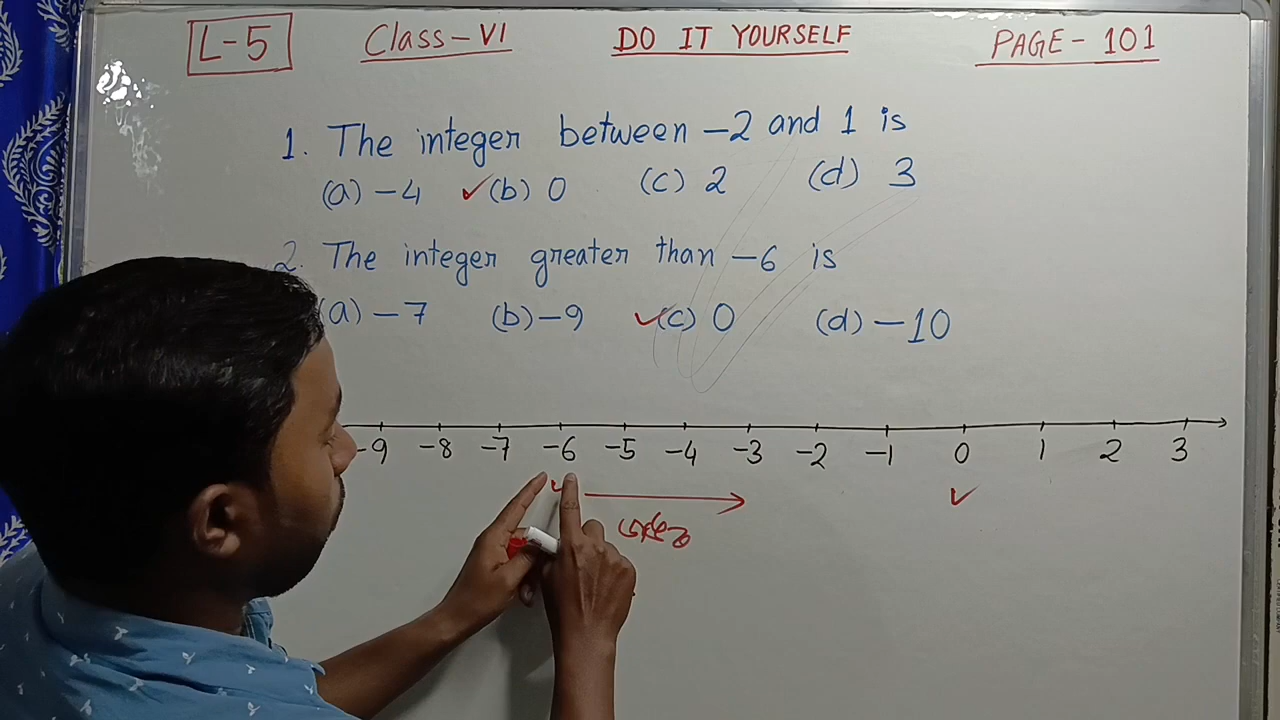 L-5 Class-VI DO IT YOURSELF PAGE-101
1. The integer between -2 and 1 is
(a) -4 ✓(b) 0 (c) 2 (d) 3
2. The integer greater than -6 is
(a) -7 (b) -9 ✓(c) 0 (d) -10
-9 -8 -7 -6 -5 -4 -3 -2 -1 0 1 2 3